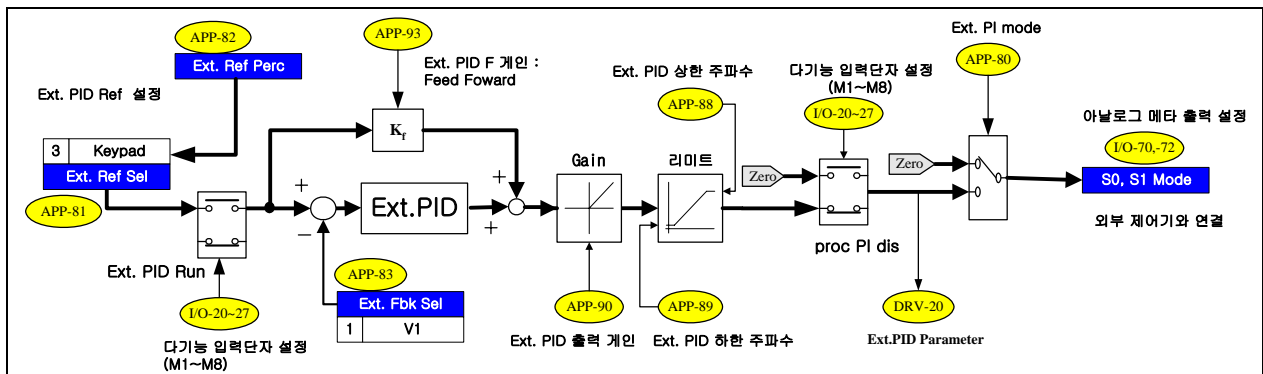 APP-82
Ext. Ref Perc
Ext. PID Ref 설정
3 Keypad
Ext. Ref Sel
APP-81
Ext. PID Run
I/O-20~27
다기능 입력단자 설정
(M1~M8)
APP-93
Ext. PID F 게인 :
Feed Foward
Kf
+
−
Ext.PID
+
+
APP-83
Ext. Fbk Sel
1 V1
Gain
APP-90
Ext. PID 출력 게인
Ext. PID 상한 주파수
APP-88
리미트
APP-89
Ext. PID 하한 주파수
다기능 입력단자 설정
(M1~M8)
I/O-20~27
Zero
proc PI dis
DRV-20
Ext.PID Parameter
Ext. PI mode
APP-80
Zero
아날로그 메타 출력 설정
I/O-70,-72
S0, S1 Mode
외부 제어기와 연결